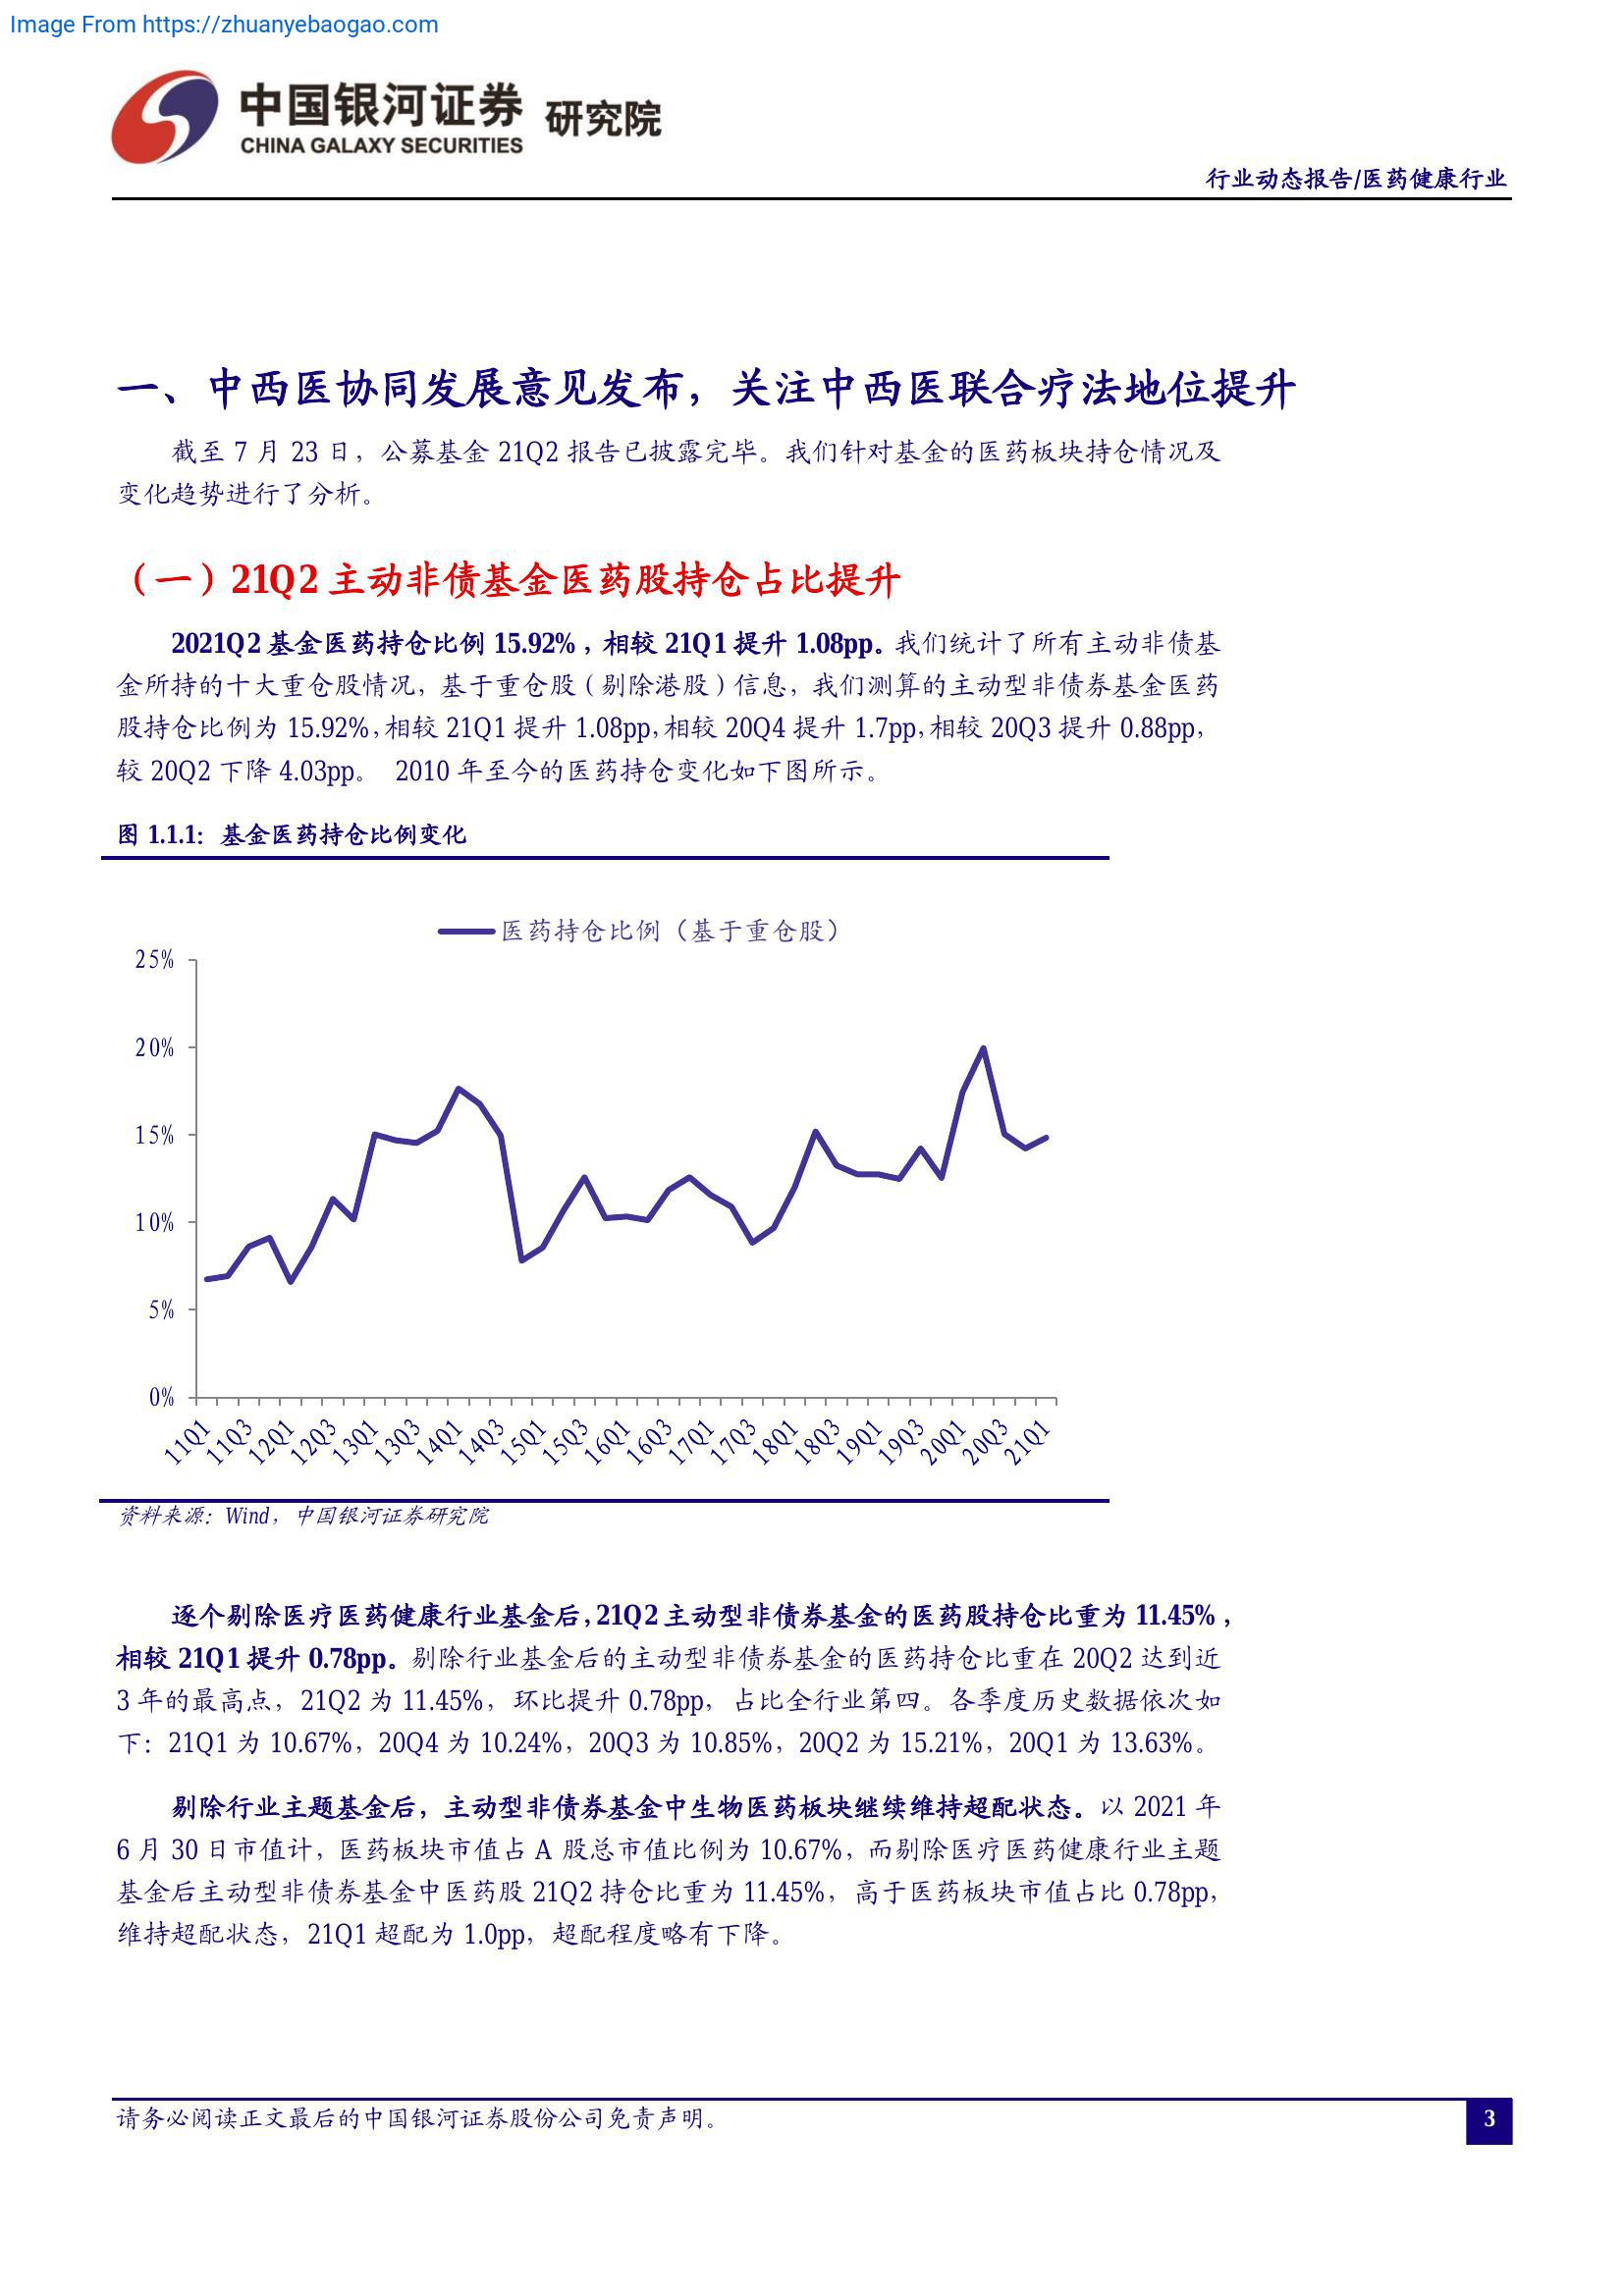 Image From https://zhuanyebaogao.com
中国银河证券 研究院
CHINA GALAXY SECURITIES
行业动态报告/医药健康行业
一、中西医协同发展意见发布，关注中西医联合疗法地位提升
截至 7 月 23 日，公募基金 21Q2 报告已披露完毕。我们针对基金的医药板块持仓情况及
变化趋势进行了分析。
（一）21Q2 主动非债基金医药股持仓占比提升
2021Q2 基金医药持仓比例 15.92%，相较 21Q1 提升 1.08pp。我们统计了所有主动非债基
金所持的十大重仓股情况，基于重仓股（剔除港股）信息，我们测算的主动型非债券基金医药
股持仓比例为 15.92%，相较 21Q1 提升 1.08pp，相较 20Q4 提升 1.7pp，相较 20Q3 提升 0.88pp，
较 20Q2 下降 4.03pp。 2010 年至今的医药持仓变化如下图所示。
图 1.1.1：基金医药持仓比例变化
医药持仓比例（基于重仓股）
25%
20%
15%
10%
5%
0%
11Q1 11Q3 12Q1 12Q3 13Q1 13Q3 14Q1 14Q3 15Q1 15Q3 16Q1 16Q3 17Q1 17Q3 18Q1 18Q3 19Q1 19Q3 20Q1 20Q3 21Q1
资料来源：Wind，中国银河证券研究院
逐个剔除医疗医药健康行业基金后，21Q2 主动型非债券基金的医药股持仓比重为 11.45%，
相较 21Q1 提升 0.78pp。剔除行业基金后的主动型非债券基金的医药持仓比重在 20Q2 达到近
3 年的最高点，21Q2 为 11.45%，环比提升 0.78pp，占比全行业第四。各季度历史数据依次如
下：21Q1 为 10.67%，20Q4 为 10.24%，20Q3 为 10.85%，20Q2 为 15.21%，20Q1 为 13.63%。
剔除行业主题基金后，主动型非债券基金中生物医药板块继续维持超配状态。以 2021 年
6 月 30 日市值计，医药板块市值占 A 股总市值比例为 10.67%，而剔除医疗医药健康行业主题
基金后主动型非债券基金中医药股 21Q2 持仓比重为 11.45%，高于医药板块市值占比 0.78pp，
维持超配状态，21Q1 超配为 1.0pp，超配程度略有下降。
请务必阅读正文最后的中国银河证券股份公司免责声明。
3